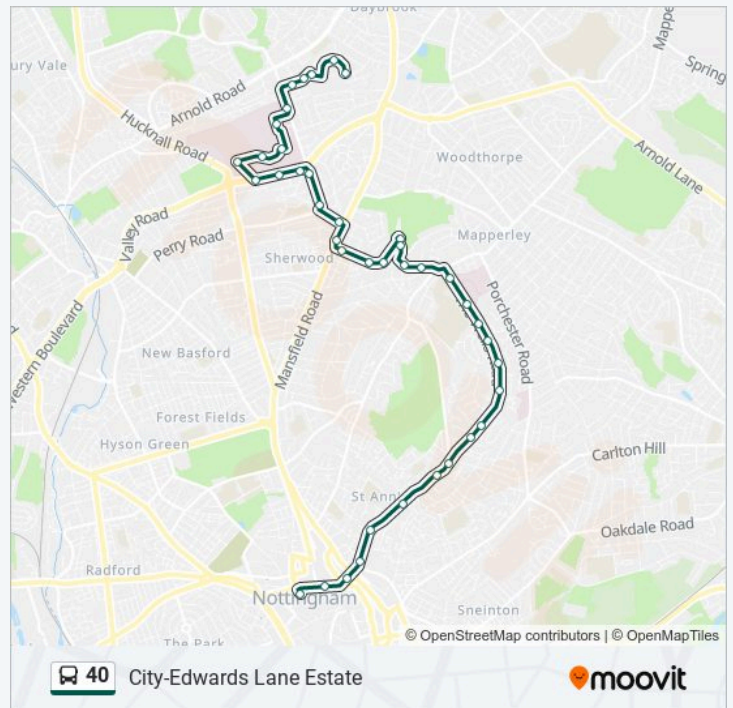 Daybrook
ury Vale
Mappe
Spring
Arnold Road
Hucknall Road
Woodthorpe
Arnold Lane
Valley Road
Perry Road
Mapperley
Sherwood
Porchester Road
Western Boulevard
Mansfield Road
New Basford
Forest Fields
Hyson Green
Carlton Hill
St Ann
Oakdale Road
Radford
Nottingham
Sneinton
The Park
© OpenStreetMap contributors | © OpenMapTiles
40 City-Edwards Lane Estate
moovit